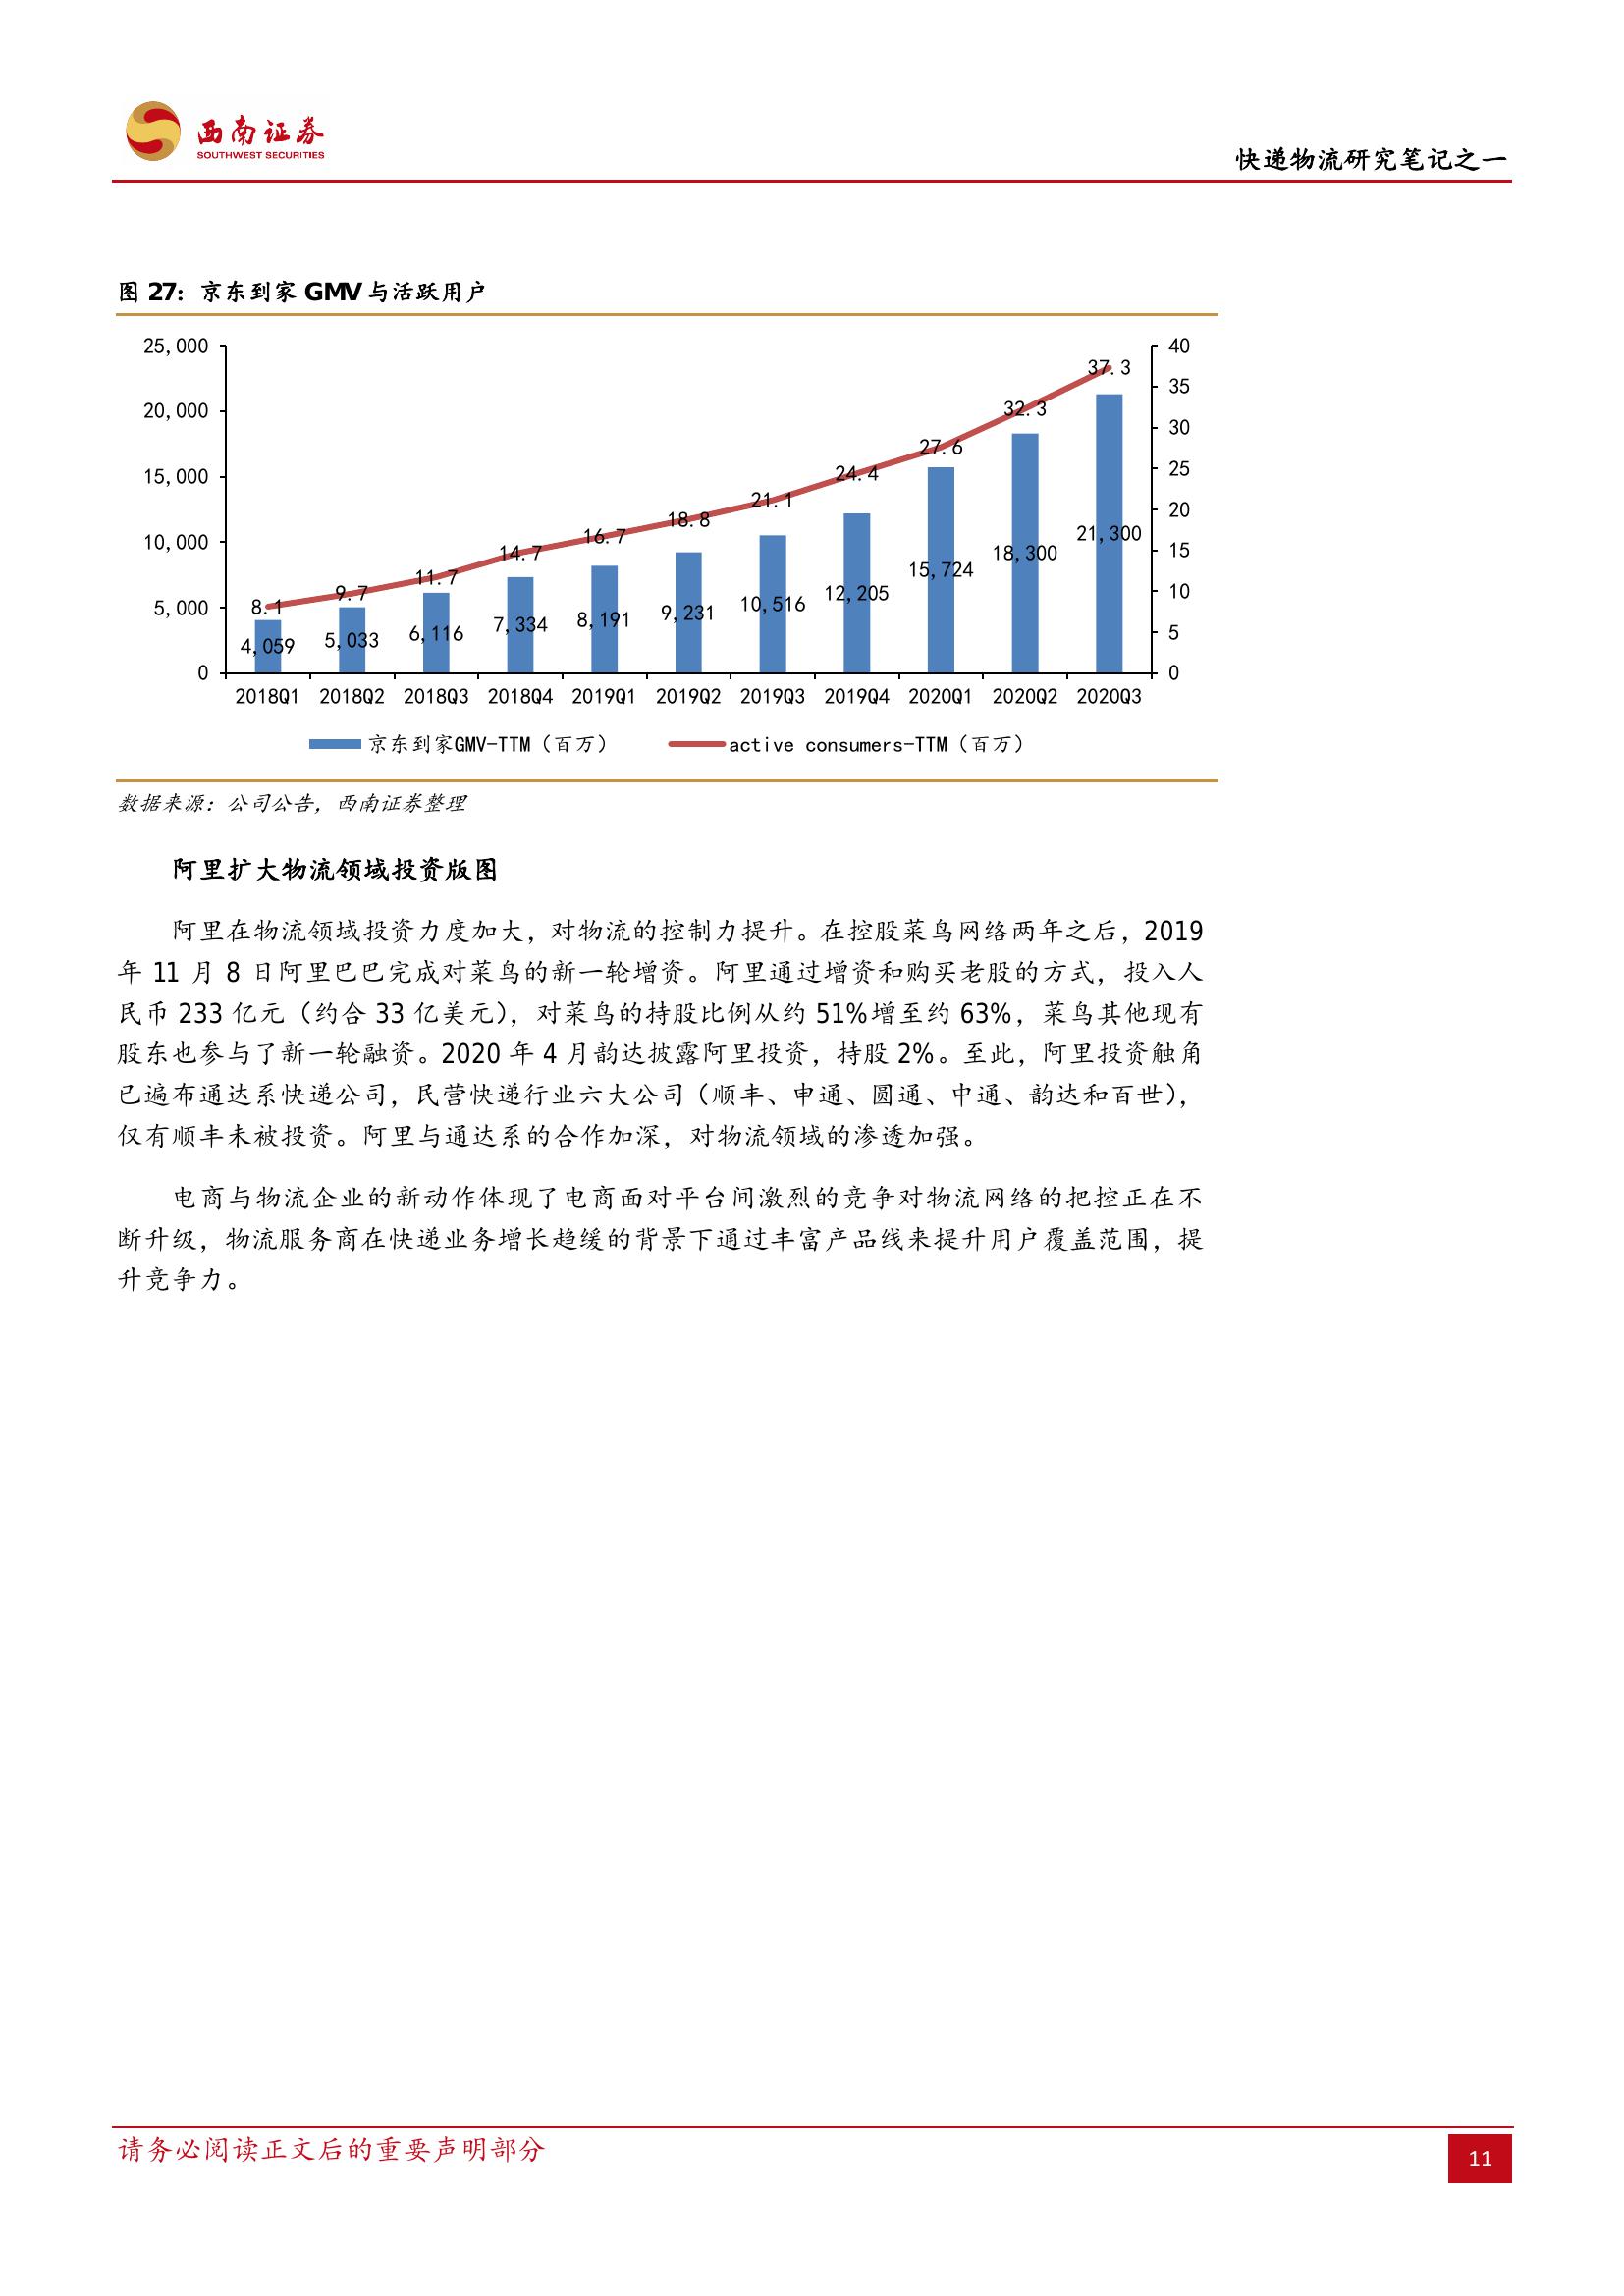 西南证券
SOUTHWEST SECURITIES
快递物流研究笔记之一
图 27：京东到家 GMV 与活跃用户
25,000
20,000
15,000
10,000
5,000
0
40
35
30
25
20
15
10
5
0
8.1
9.7
11.7
14.7
16.7
18.8
21.1
24.4
27.6
32.3
37.3
4,059
5,033
6,116
7,334
8,191
9,231
10,516
12,205
15,724
18,300
21,300
2018Q1 2018Q2 2018Q3 2018Q4 2019Q1 2019Q2 2019Q3 2019Q4 2020Q1 2020Q2 2020Q3
京东到家GMV-TTM（百万） active consumers-TTM（百万）
数据来源：公司公告，西南证券整理
阿里扩大物流领域投资版图
阿里在物流领域投资力度加大，对物流的控制力提升。在控股菜鸟网络两年之后，2019
年 11 月 8 日阿里巴巴完成对菜鸟的新一轮增资。阿里通过增资和购买老股的方式，投入人
民币 233 亿元（约合 33 亿美元），对菜鸟的持股比例从约 51%增至约 63%，菜鸟其他现有
股东也参与了新一轮融资。2020 年 4 月韵达披露阿里投资，持股 2%。至此，阿里投资触角
已遍布通达系快递公司，民营快递行业六大公司（顺丰、申通、圆通、中通、韵达和百世），
仅有顺丰未被投资。阿里与通达系的合作加深，对物流领域的渗透加强。
电商与物流企业的新动作体现了电商面对平台间激烈的竞争对物流网络的把控正在不
断升级，物流服务商在快递业务增长趋缓的背景下通过丰富产品线来提升用户覆盖范围，提
升竞争力。
请务必阅读正文后的重要声明部分
11